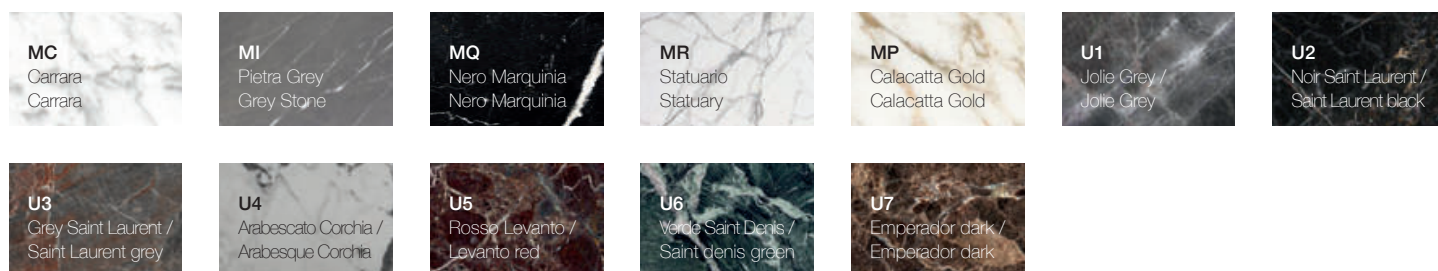 MC
Carrara
Carrara
MI
Pietra Grey
Grey Stone
MQ
Nero Marquinia
Nero Marquinia
MR
Statuario
Statuary
MP
Calacatta Gold
Calacatta Gold
U1
Jolie Grey /
Jolie Grey
U2
Noir Saint Laurent /
Saint Laurent black
U3
Grey Saint Laurent /
Saint Laurent grey
U4
Arabescato Corchia /
Arabesque Corchia
U5
Rosso Levanto /
Levanto red
U6
Verde Saint Denis /
Saint denis green
U7
Emperador dark /
Emperador dark